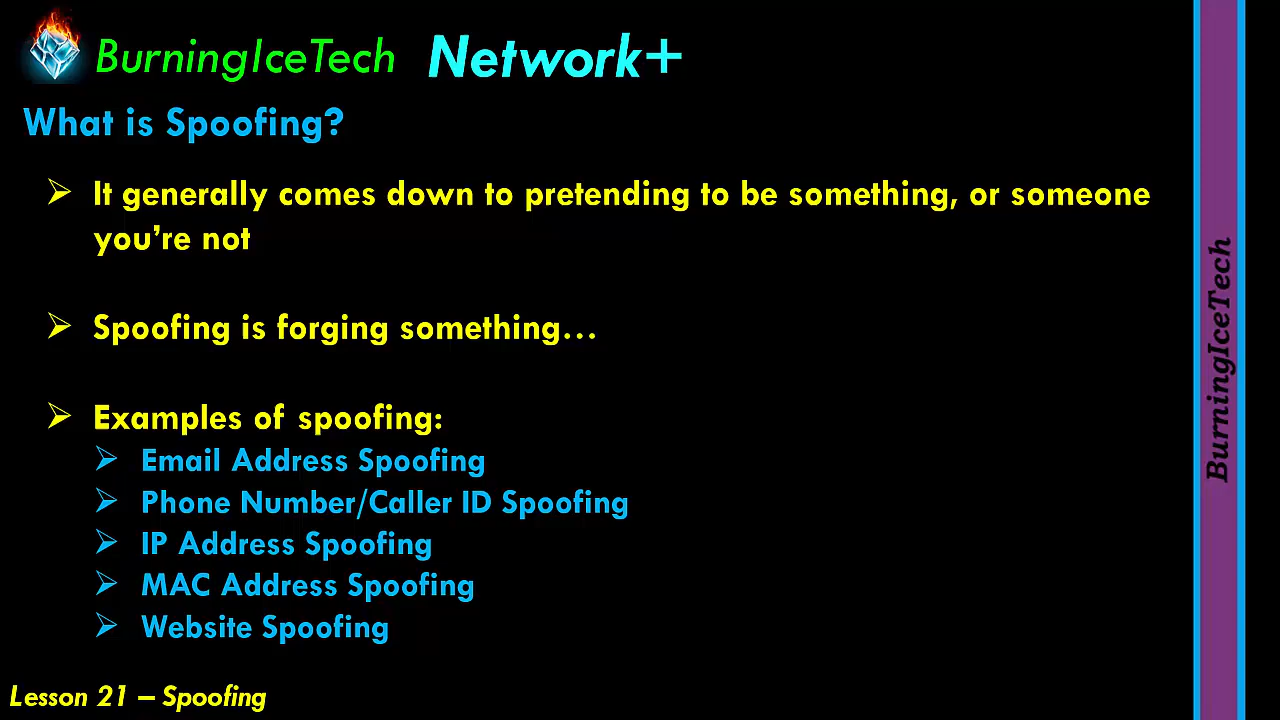 BurningIceTech Network+
What is Spoofing?
It generally comes down to pretending to be something, or someone
you’re not
Spoofing is forging something…
Examples of spoofing:
Email Address Spoofing
Phone Number/Caller ID Spoofing
IP Address Spoofing
MAC Address Spoofing
Website Spoofing
Lesson 21 – Spoofing
BurningIceTech